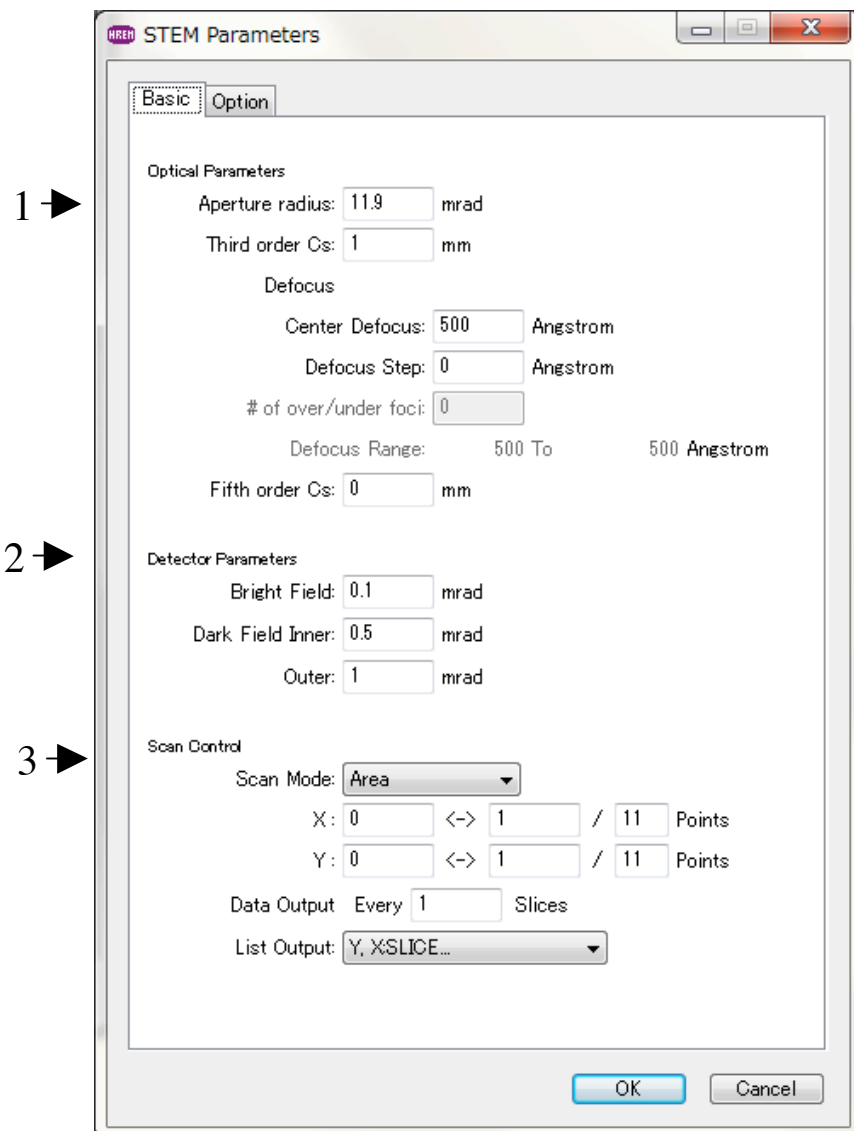 HREM STEM Parameters
Basic Option
Optical Parameters
1
Aperture radius: 11.9 mrad
Third order Cs: 1 mm
Defocus
Center Defocus: 500 Angstrom
Defocus Step: 0 Angstrom
# of over/under foci: 0
Defocus Range: 500 To 500 Angstrom
Fifth order Cs: 0 mm
2
Detector Parameters
Bright Field: 0.1 mrad
Dark Field Inner: 0.5 mrad
Outer: 1 mrad
3
Scan Control
Scan Mode: Area
X: 0 <-> 1 / 11 Points
Y: 0 <-> 1 / 11 Points
Data Output Every 1 Slices
List Output: Y, X:SLICE...
OK Cancel